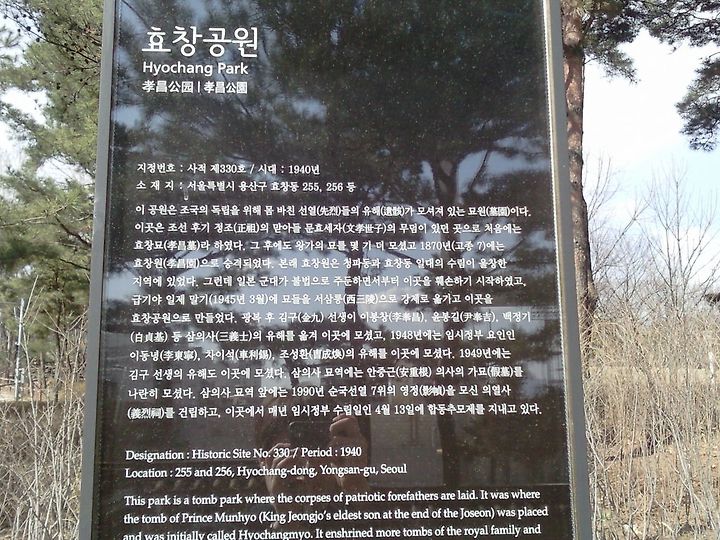 효창공원
Hyochang Park
孝昌公园 | 孝昌公園
지정번호 : 사적 제330호 / 시대 : 1940년
소 재 지 : 서울특별시 용산구 효창동 255, 256 등
이 공원은 조국의 독립을 위해 몸 바친 선열(先烈)들의 유해(遺骸)가 모셔져 있는 묘원(墓園)이다.
이곳은 조선 후기 정조(正祖)의 맏아들 문효세자(文孝世子)의 무덤이 있던 곳으로 처음에는
효창묘(孝昌墓)라 하였다. 그 후에도 왕가의 묘를 몇 기 더 모셨고 1870년(고종 7)에는
효창원(孝昌園)으로 승격되었다. 본래 효창원은 청파동과 효창동 일대의 수림이 울창한
지역에 있었다. 그런데 일본 군대가 불법으로 주둔하면서부터 이곳을 훼손하기 시작하였고,
급기야 일제 말기(1945년 3월)에 묘들을 서삼릉(西三陵)으로 강제로 옮기고 이곳을
효창공원으로 만들었다. 광복 후 김구(金九) 선생이 이봉창(李奉昌), 윤봉길(尹奉吉), 백정기
(白貞基) 등 삼의사(三義士)의 유해를 옮겨 이곳에 모셨고, 1948년에는 임시정부 요인인
이동녕(李東寧), 차이석(車利錫), 조성환(曺成煥)의 유해를 이곳에 모셨다. 1949년에는
김구 선생의 유해도 이곳에 모셨다. 삼의사 묘역에는 안중근(安重根) 의사의 가묘(假墓)를
나란히 모셨다. 삼의사 묘역 앞에는 1990년 순국선열 7위의 영정(影幀)을 모신 의열사
(義烈祠)를 건립하고, 이곳에서 매년 임시정부 수립일인 4월 13일에 합동추모제를 지내고 있다.
Designation : Historic Site No. 330 / Period : 1940
Location : 255 and 256, Hyochang-dong, Yongsan-gu, Seoul
This park is a tomb park where the corpses of patriotic forefathers are laid. It was where
the tomb of Prince Munhyo (King Jeongjo's eldest son at the end of the Joseon) was placed
and was initially called Hyochangmyo. It enshrined more tombs of the royal family and